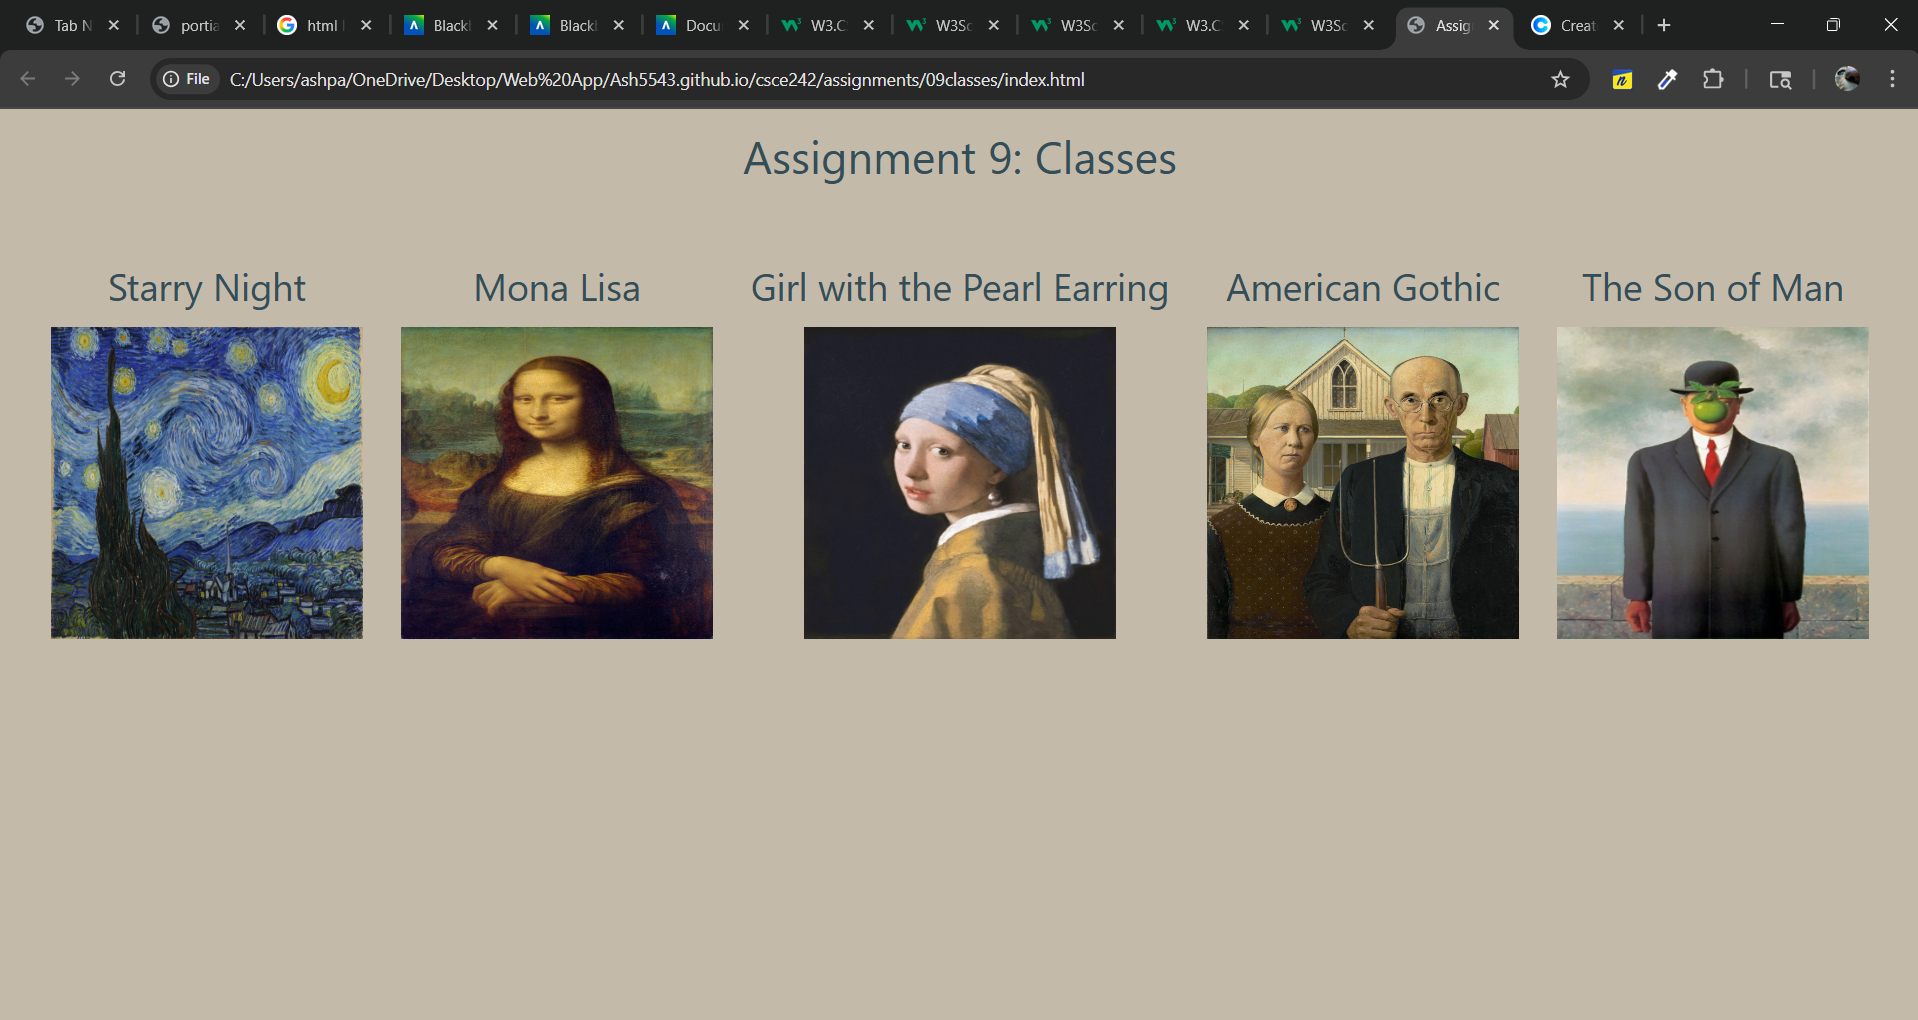 Tab N
portia
html
Black
Black
Docu
W3.C
W3Sc
W3Sc
W3.C
W3Sc
Assig
Creat
File C:/Users/ashpa/OneDrive/Desktop/Web%20App/Ash5543.github.io/csce242/assignments/09classes/index.html
Assignment 9: Classes
Starry Night
Mona Lisa
Girl with the Pearl Earring
American Gothic
The Son of Man